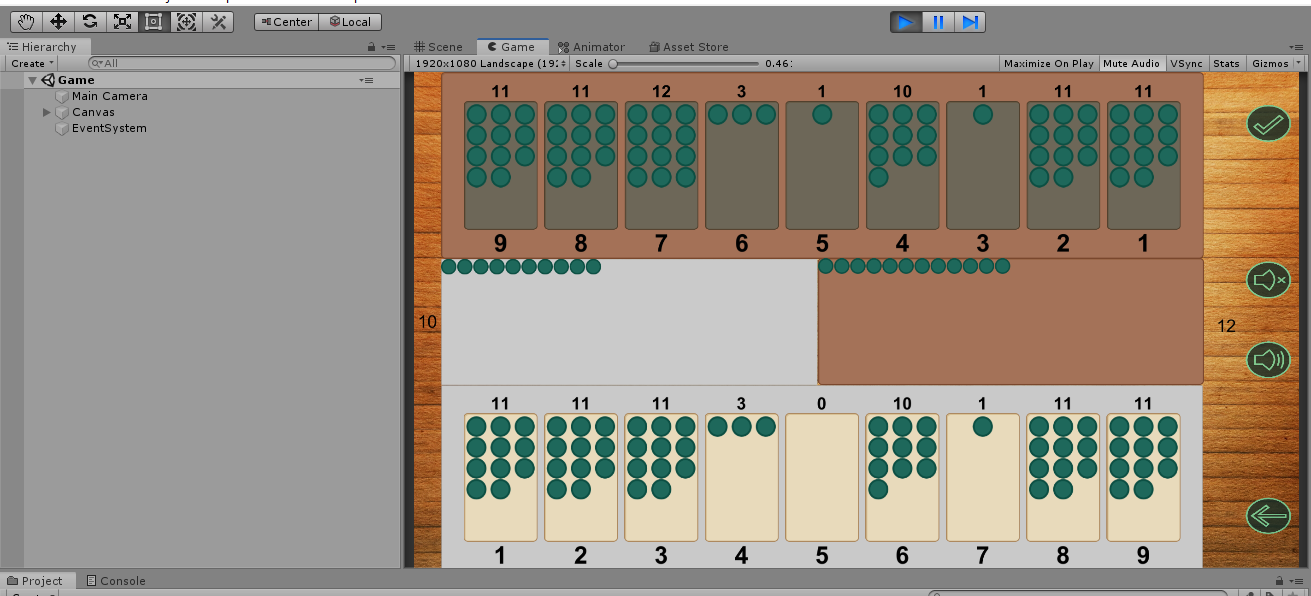 Center Local
Hierarchy Scene Game Animator Asset Store
Create All 1920x1080 Landscape (192 Scale 0.46: Maximize On Play Mute Audio VSync Stats Gizmos
Game
Main Camera
Canvas
EventSystem
11 11 12 3 1 10 1 11 11
9 8 7 6 5 4 3 2 1
10 12
11 11 11 3 0 10 1 11 11
1 2 3 4 5 6 7 8 9
Project Console